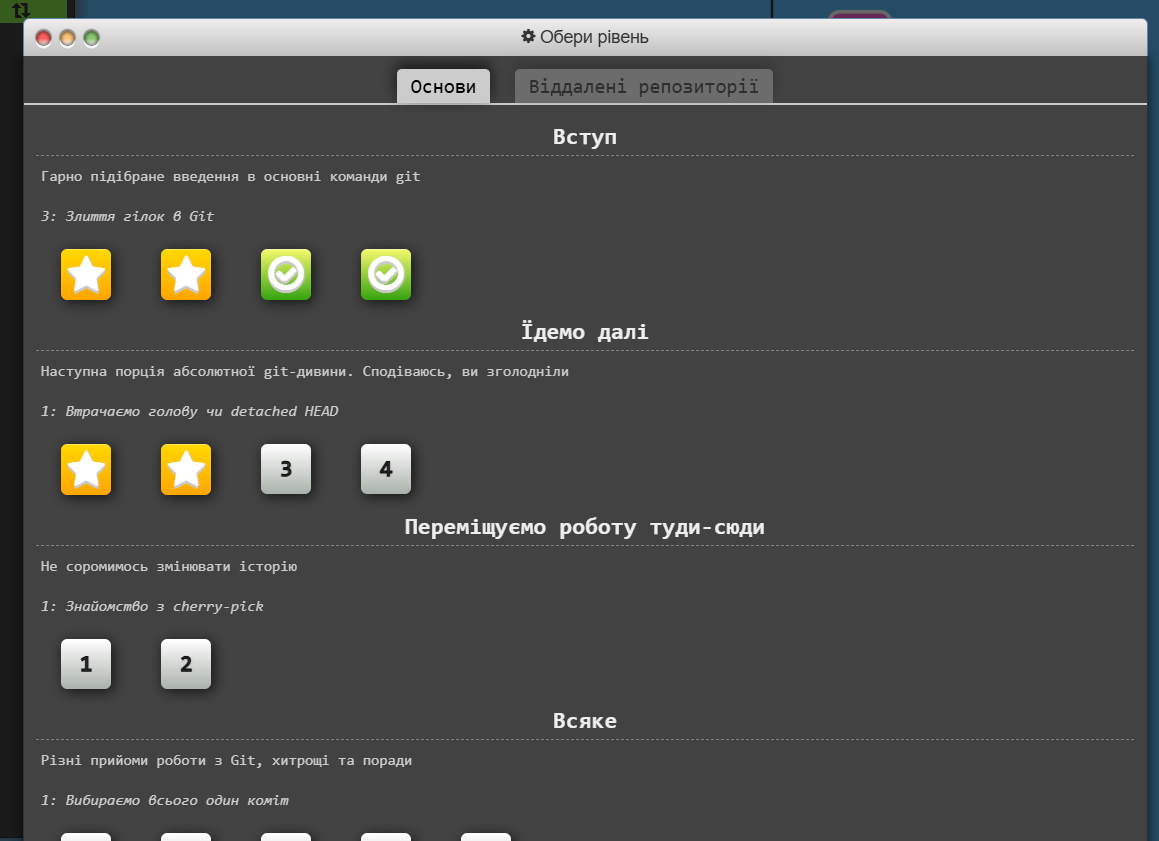 Обери рівень
Основи
Віддалені репозиторії
Вступ
Гарно підібране введення в основні команди git
3: Злиття гілок в Git
Їдемо далі
Наступна порція абсолютної git-дивини. Сподіваюсь, ви зголодніли
1: Втрачаємо голову чи detached HEAD
3 4
Переміщуємо роботу туди-сюди
Не соромимось змінювати історію
1: Знайомство з cherry-pick
1 2
Всяке
Різні прийоми роботи з Git, хитрощі та поради
1: Вибираємо всього один коміт